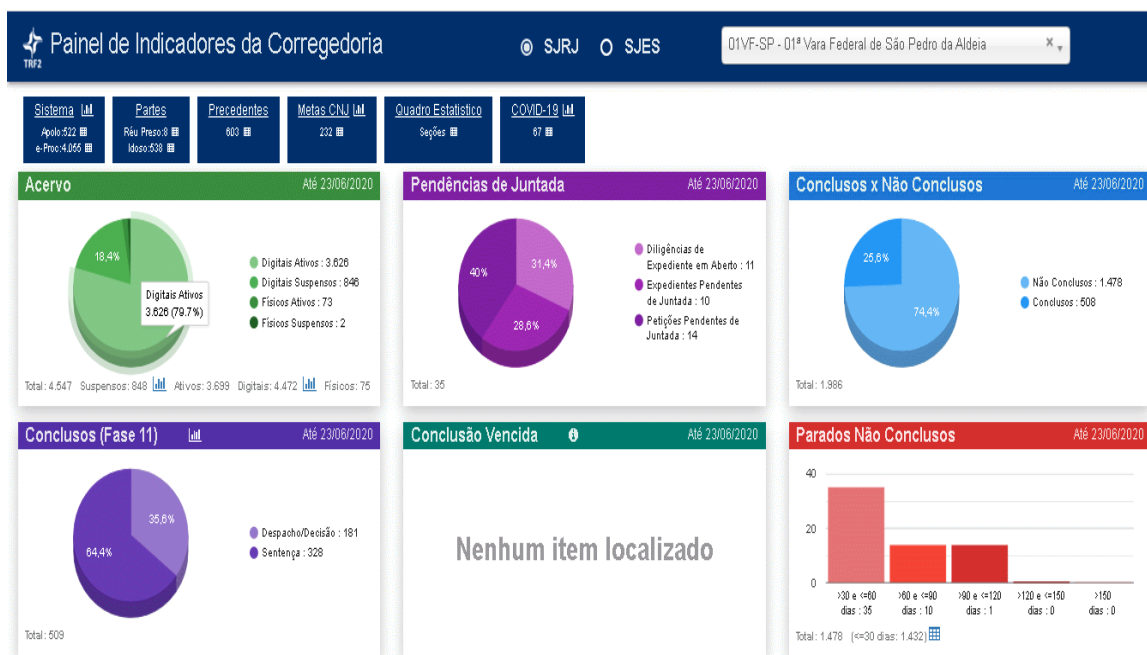 TRF2
Painel de Indicadores da Corregedoria
SJRJ
SJES
01VF-SP - 01ª Vara Federal de São Pedro da Aldeia
Sistema
Apolo:522
e-Proc:4.055
Partes
Réu Preso:8
Idoso:538
Precedentes
603
Metas CNJ
232
Quadro Estatístico
Seções
COVID-19
67
Acervo
Até 23/06/2020
18,4%
Digitais Ativos
3.626 (79.7%)
Digitais Ativos : 3.626
Digitais Suspensos : 846
Físicos Ativos : 73
Físicos Suspensos : 2
Total: 4.547 Suspensos: 848 Ativos: 3.699 Digitais: 4.472 Físicos: 75
Pendências de Juntada
Até 23/06/2020
40%
31,4%
28,6%
Diligências de
Expediente em Aberto : 11
Expedientes Pendentes
de Juntada : 10
Petições Pendentes de
Juntada : 14
Total: 35
Conclusos x Não Conclusos
Até 23/06/2020
25,6%
74,4%
Não Conclusos : 1.478
Conclusos : 508
Total: 1.986
Conclusos (Fase 11)
Até 23/06/2020
35,6%
64,4%
Despacho/Decisão : 181
Sentença : 328
Total: 509
Conclusão Vencida
Até 23/06/2020
Nenhum item localizado
Parados Não Conclusos
Até 23/06/2020
40
20
0
>30 e <=60
dias : 35
>60 e <=90
dias : 10
>90 e <=120
dias : 1
>120 e <=150
dias : 0
>150
dias : 0
Total: 1.478 (<=30 dias: 1.432)